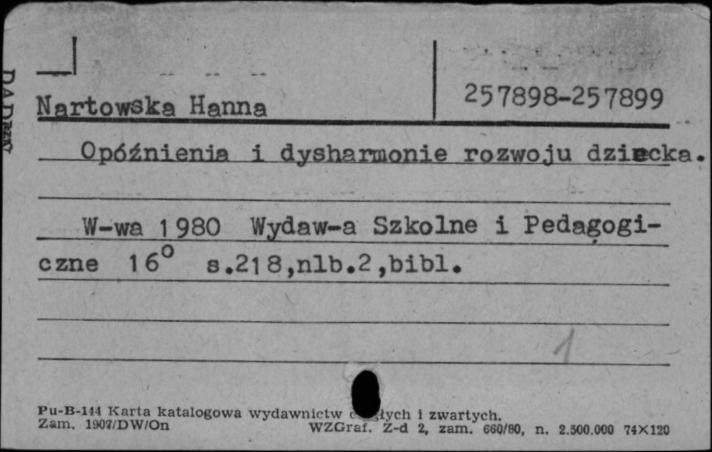 257898-257899
Nartowska Hanna
Opóźnienia i dysharmonie rozwoju dziecka.
W-wa 1980 Wydaw-a Szkolne i Pedagogi-
czne 16° s.218,nlb.2,bibl.
1
Pu-B-144 Karta katalogowa wydawnictw i zwartych.
Zam. 1907/DW/On WZGraf. Z-d 2, zam. 660/80, n. 2.500.000 74×120